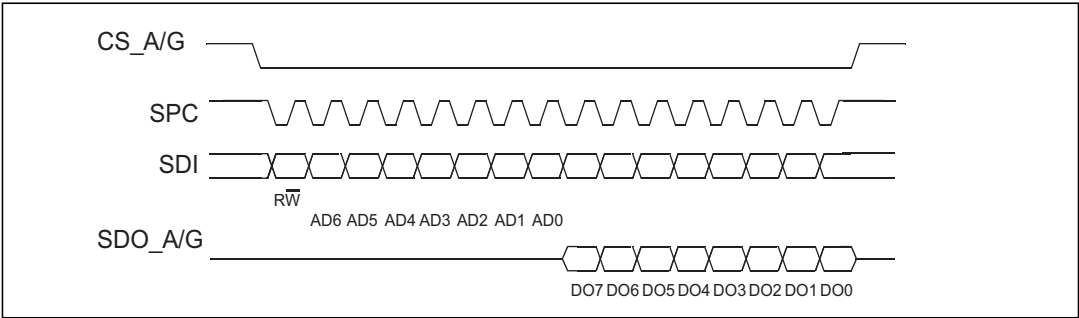 CS_A/G
SPC
SDI
RW̅
AD6 AD5 AD4 AD3 AD2 AD1 AD0
SDO_A/G
DO7 DO6 DO5 DO4 DO3 DO2 DO1 DO0